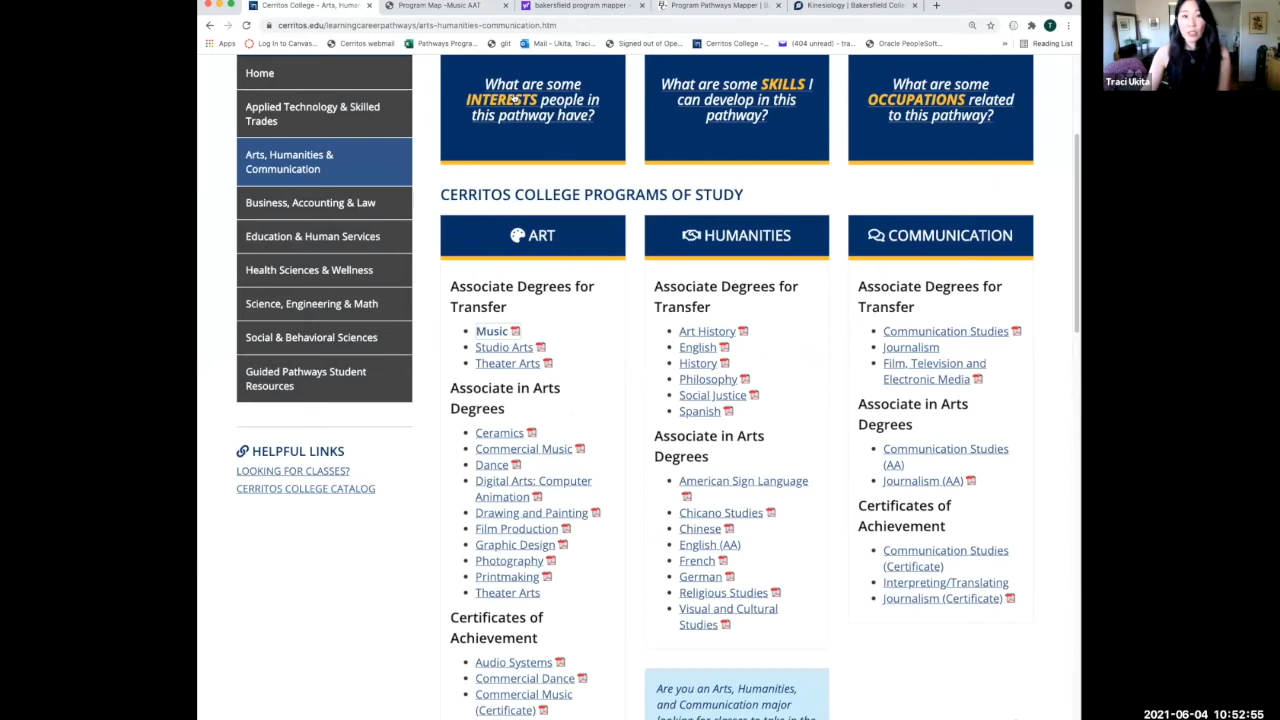 Cerritos College - Arts, Huma
Program Map -Music AAT
bakersfield program mapper -
Program Pathways Mapper | B
Kinesiology | Bakersfield Colle
cerritos.edu/learningcareerpathways/arts-humanities-communication.htm
T
Apps
Log In to Canvas...
Cerritos webmail
Pathways Progra...
glit
Mail - Ukita, Traci...
Signed out of Ope...
Cerritos College -...
(404 unread) - tra...
Oracle PeopleSoft...
»
Reading List
Traci Ukita
Home
Applied Technology & Skilled
Trades
Arts, Humanities &
Communication
Business, Accounting & Law
Education & Human Services
Health Sciences & Wellness
Science, Engineering & Math
Social & Behavioral Sciences
Guided Pathways Student
Resources
HELPFUL LINKS
LOOKING FOR CLASSES?
CERRITOS COLLEGE CATALOG
What are some
INTERESTS people in
this pathway have?
What are some SKILLS I
can develop in this
pathway?
What are some
OCCUPATIONS related
to this pathway?
CERRITOS COLLEGE PROGRAMS OF STUDY
ART
Associate Degrees for
Transfer
• Music
• Studio Arts
• Theater Arts
Associate in Arts
Degrees
• Ceramics
• Commercial Music
• Dance
• Digital Arts: Computer
Animation
• Drawing and Painting
• Film Production
• Graphic Design
• Photography
• Printmaking
• Theater Arts
Certificates of
Achievement
• Audio Systems
• Commercial Dance
• Commercial Music
(Certificate)
HUMANITIES
Associate Degrees for
Transfer
• Art History
• English
• History
• Philosophy
• Social Justice
• Spanish
Associate in Arts
Degrees
• American Sign Language
• Chicano Studies
• Chinese
• English (AA)
• French
• German
• Religious Studies
• Visual and Cultural
Studies
Are you an Arts, Humanities,
and Communication major
looking for classes to take in the
COMMUNICATION
Associate Degrees for
Transfer
• Communication Studies
• Journalism
• Film, Television and
Electronic Media
Associate in Arts
Degrees
• Communication Studies
(AA)
• Journalism (AA)
Certificates of
Achievement
• Communication Studies
(Certificate)
• Interpreting/Translating
• Journalism (Certificate)
2021-06-04 10:52:55